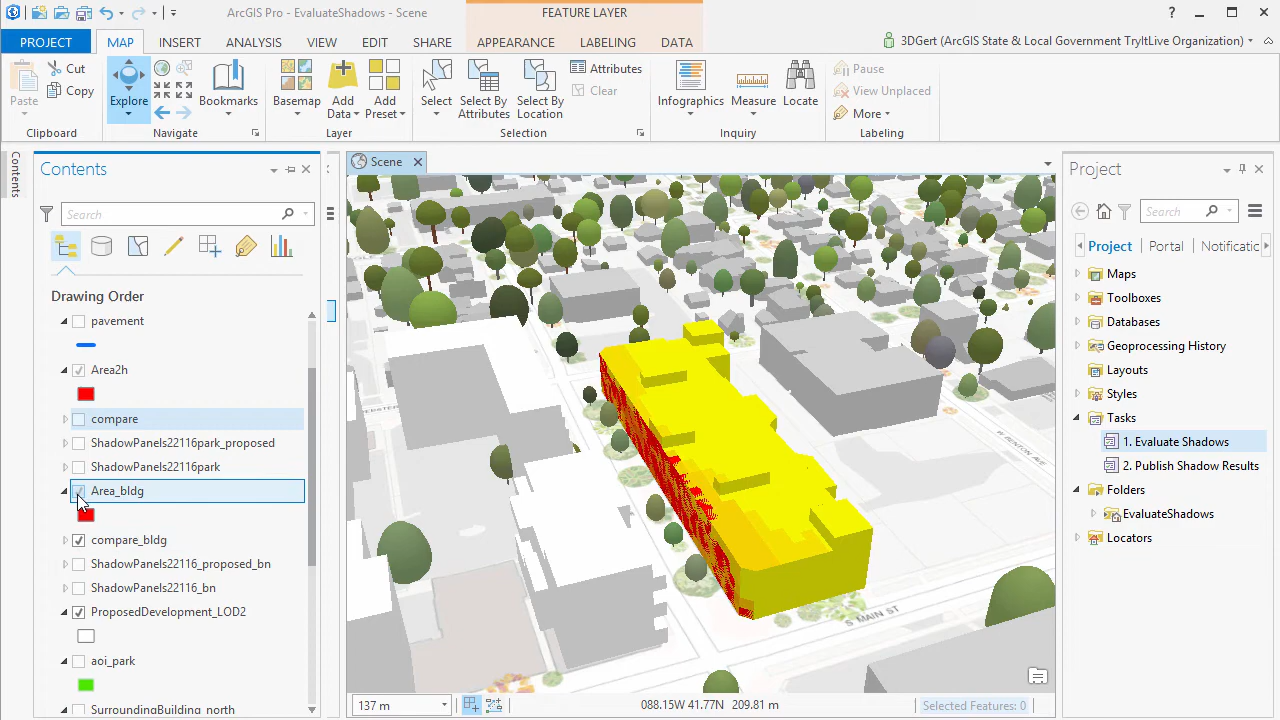 ArcGIS Pro - EvaluateShadows - Scene
FEATURE LAYER
?
PROJECT
MAP
INSERT
ANALYSIS
VIEW
EDIT
SHARE
APPEARANCE
LABELING
DATA
3DGert (ArcGIS State & Local Government TryItLive Organization)
Paste
Cut
Copy
Clipboard
Explore
Bookmarks
Navigate
Basemap
Add Data
Add Preset
Layer
Select
Select By Attributes
Select By Location
Attributes
Clear
Selection
Infographics
Measure
Locate
Inquiry
Pause
View Unplaced
More
Labeling
Contents
Contents
Search
Drawing Order
pavement
Area2h
compare
ShadowPanels22116park_proposed
ShadowPanels22116park
Area_bldg
compare_bldg
ShadowPanels22116_proposed_bn
ShadowPanels22116_bn
ProposedDevelopment_LOD2
aoi_park
SurroundingBuilding_north
Scene
W BENTON AVE
S MAIN ST
137 m
088.15W 41.77N 209.81 m
Selected Features: 0
Project
Search
Project
Portal
Notificatic
Maps
Toolboxes
Databases
Geoprocessing History
Layouts
Styles
Tasks
1. Evaluate Shadows
2. Publish Shadow Results
Folders
EvaluateShadows
Locators